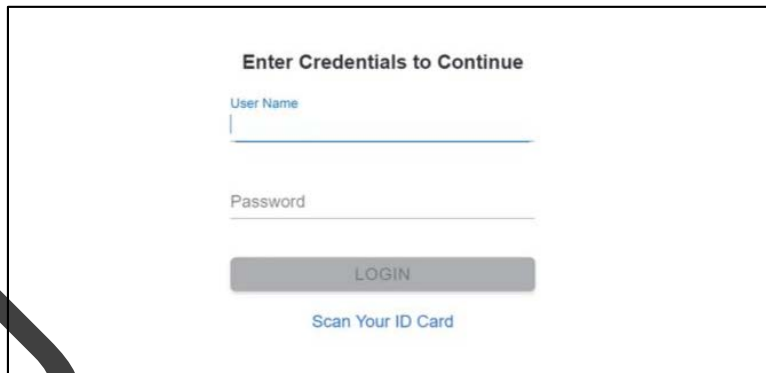 Enter Credentials to Continue
User Name
Password
LOGIN
Scan Your ID Card